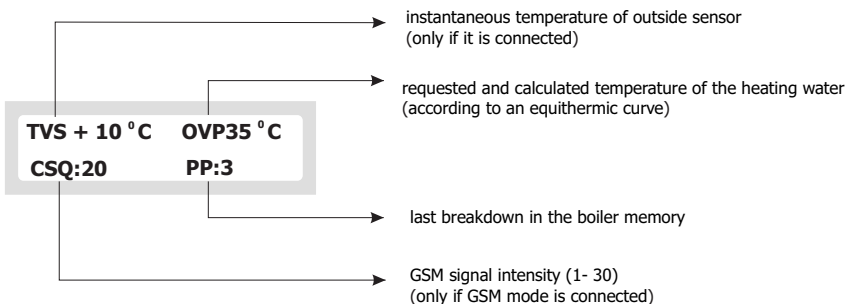 instantaneous temperature of outside sensor
(only if it is connected)
requested and calculated temperature of the heating water
(according to an equithermic curve)
TVS + 10 ⁰C OVP35 ⁰C
CSQ:20 PP:3
last breakdown in the boiler memory
GSM signal intensity (1- 30)
(only if GSM mode is connected)